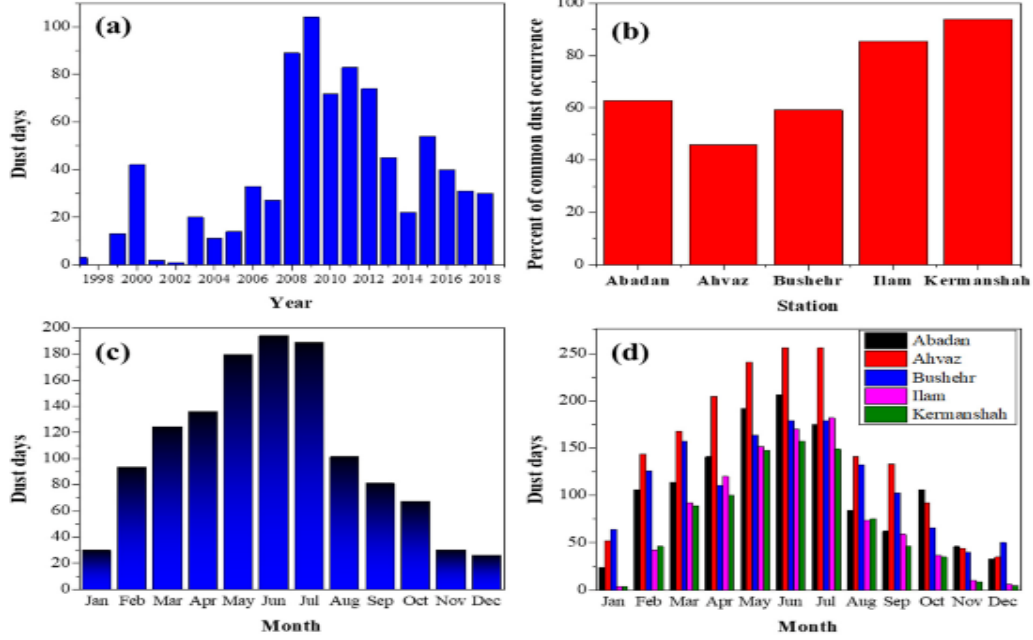 (a)
Dust days
100
80
60
40
20
0
1998 2000 2002 2004 2006 2008 2010 2012 2014 2016 2018
Year
(b)
Percent of common dust occurrence
100
80
60
40
20
0
Abadan Ahvaz Bushehr Ilam Kermanshah
Station
(c)
Dust days
200
180
160
140
120
100
80
60
40
20
0
Jan Feb Mar Apr May Jun Jul Aug Sep Oct Nov Dec
Month
(d)
Dust days
250
200
150
100
50
0
Abadan
Ahvaz
Bushehr
Ilam
Kermanshah
Jan Feb Mar Apr May Jun Jul Aug Sep Oct Nov Dec
Month